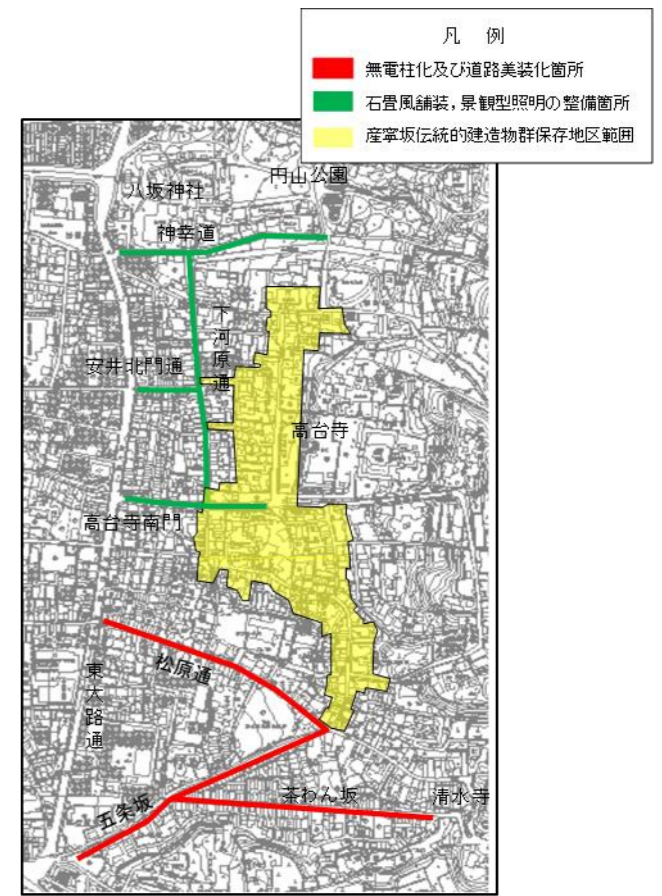 凡 例
無電柱化及び道路美装化箇所
石畳風舗装，景観型照明の整備箇所
産寧坂伝統的建造物群保存地区範囲
円山公園
八坂神社
神幸道
下河原通
安井北門通
高台寺
高台寺南門
松原通
東大路通
茶わん坂
清水寺
五条坂